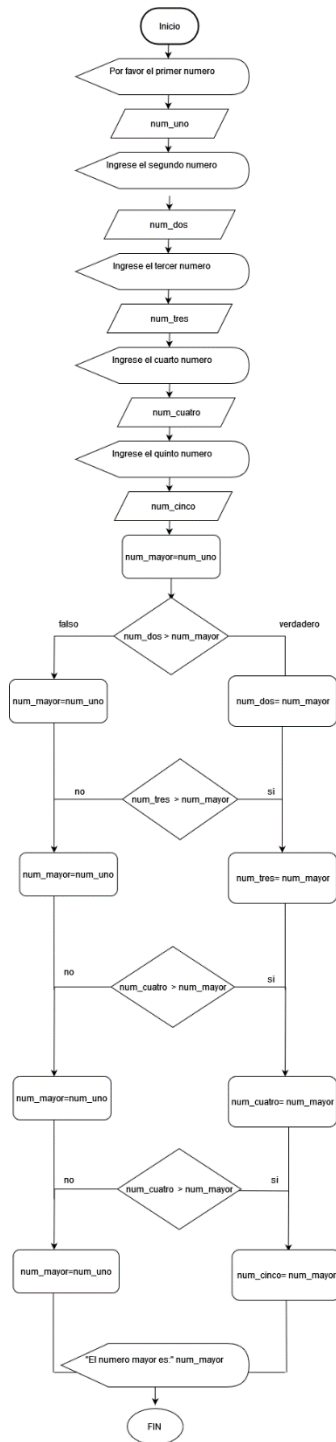 Inicio
Por favor el primer numero
num_uno
Ingrese el segundo numero
num_dos
Ingrese el tercer numero
num_tres
Ingrese el cuarto numero
num_cuatro
Ingrese el quinto numero
num_cinco
num_mayor=num_uno
falso
verdadero
num_dos > num_mayor
num_mayor=num_uno
num_dos= num_mayor
no
si
num_tres > num_mayor
num_mayor=num_uno
num_tres= num_mayor
no
si
num_cuatro > num_mayor
num_mayor=num_uno
num_cuatro= num_mayor
no
si
num_cuatro > num_mayor
num_mayor=num_uno
num_cinco= num_mayor
"El numero mayor es:" num_mayor
FIN